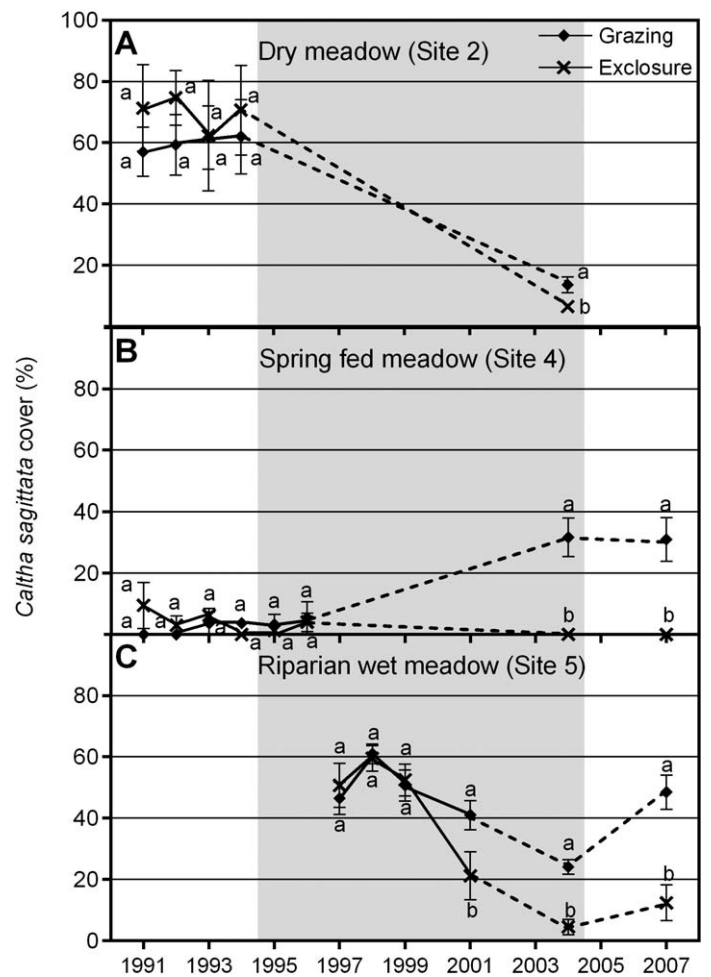 100
A
Dry meadow (Site 2)
Grazing
Exclosure
80
a a a a
60
a a a a
40
20
a
b
B
Spring fed meadow (Site 4)
80
60
40
a a
20
a a a a a a
a a a a a a
b b
Caltha sagittata cover (%)
C
Riparian wet meadow (Site 5)
80
a a a
60
a a a
40
a a a
20
b b b
0
1991 1993 1995 1997 1999 2001 2003 2005 2007